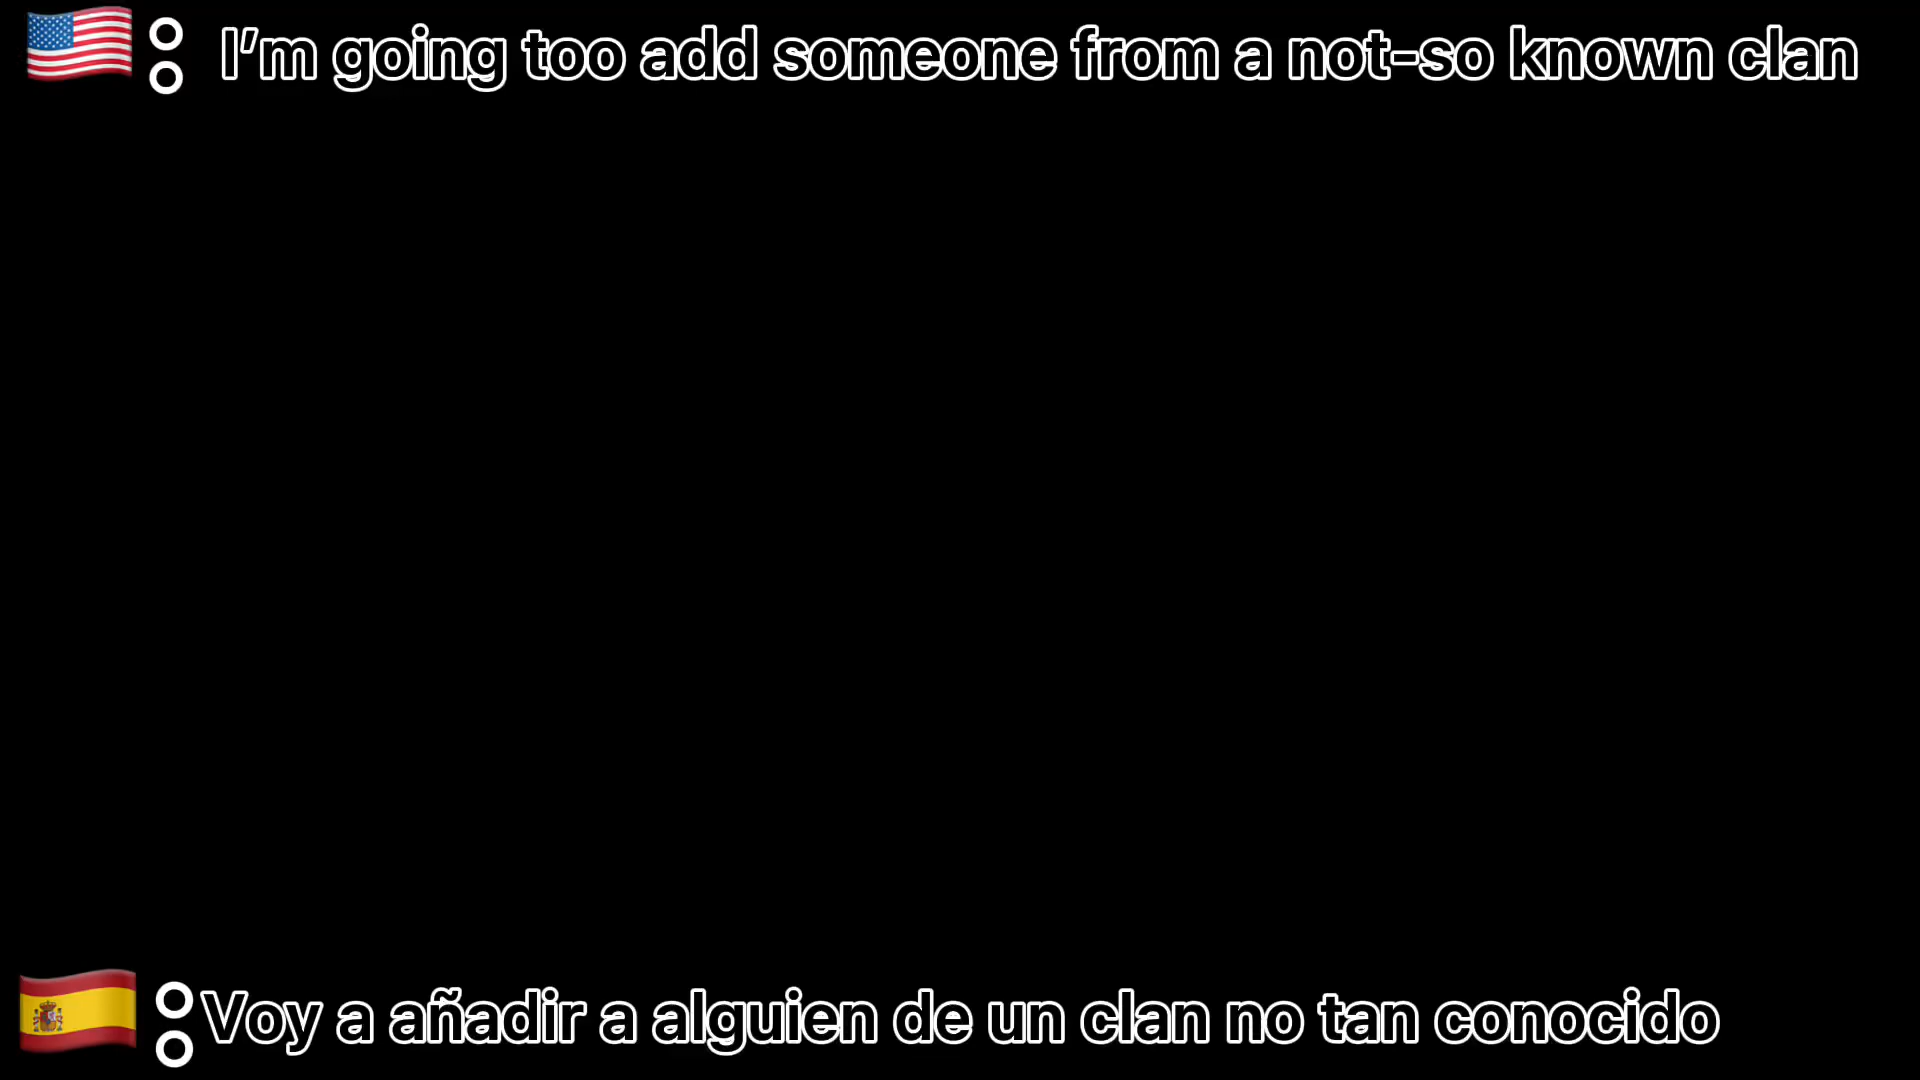 🇺🇸: I’m going too add someone from a not-so known clan
🇪🇸: Voy a añadir a alguien de un clan no tan conocido